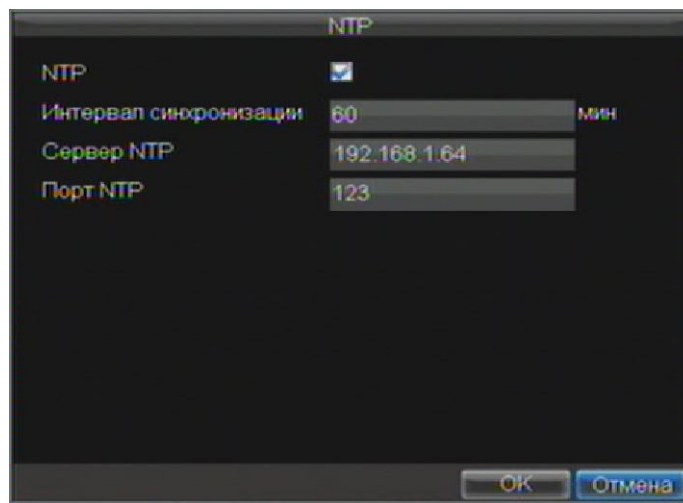 NTP
NTP
Интервал синхронизации 60 мин
Сервер NTP 192.168.1.64
Порт NTP 123
OK Отмена